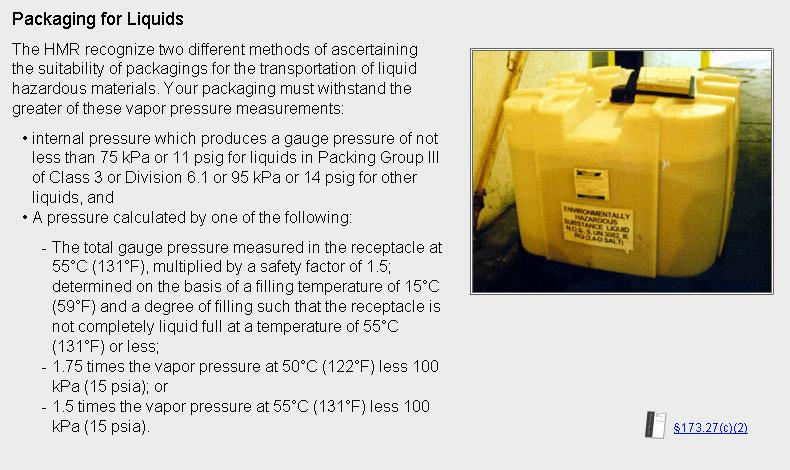 Packaging for Liquids
The HMR recognize two different methods of ascertaining
the suitability of packagings for the transportation of liquid
hazardous materials. Your packaging must withstand the
greater of these vapor pressure measurements:
• internal pressure which produces a gauge pressure of not
less than 75 kPa or 11 psig for liquids in Packing Group III
of Class 3 or Division 6.1 or 95 kPa or 14 psig for other
liquids, and
• A pressure calculated by one of the following:
- The total gauge pressure measured in the receptacle at
55°C (131°F), multiplied by a safety factor of 1.5;
determined on the basis of a filling temperature of 15°C
(59°F) and a degree of filling such that the receptacle is
not completely liquid full at a temperature of 55°C
(131°F) or less;
- 1.75 times the vapor pressure at 50°C (122°F) less 100
kPa (15 psia); or
- 1.5 times the vapor pressure at 55°C (131°F) less 100
kPa (15 psia).
ENVIRONMENTALLY
HAZARDOUS
SUBSTANCE LIQUID
N.O.S., 9, UN 3082, III,
RQ (2,4-D SALT)
§173.27(c)(2)